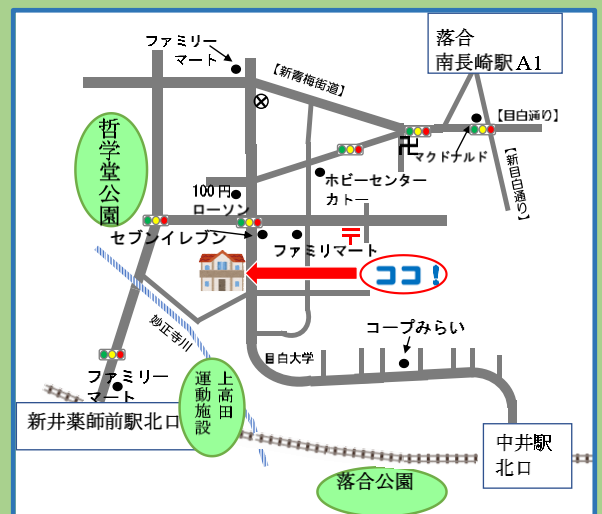 ファミリー
マート
落合
南長崎駅A1
【新青梅街道】
【目白通り】
マクドナルド
【新目白通り】
哲学堂公園
ホビーセンター
カトー
100円
ローソン
セブンイレブン
ファミリマート
ココ！
妙正寺川
コープみらい
目白大学
ファミリー
マート
上高田
運動施設
新井薬師前駅北口
中井駅
北口
落合公園